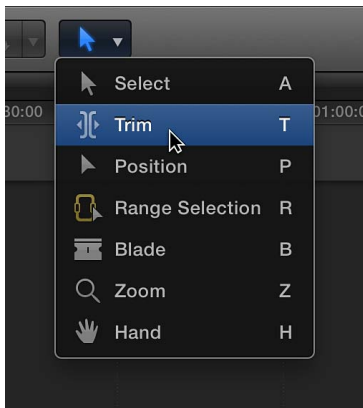 30:00
01:00:0
Select A
Trim T
Position P
Range Selection R
Blade B
Zoom Z
Hand H